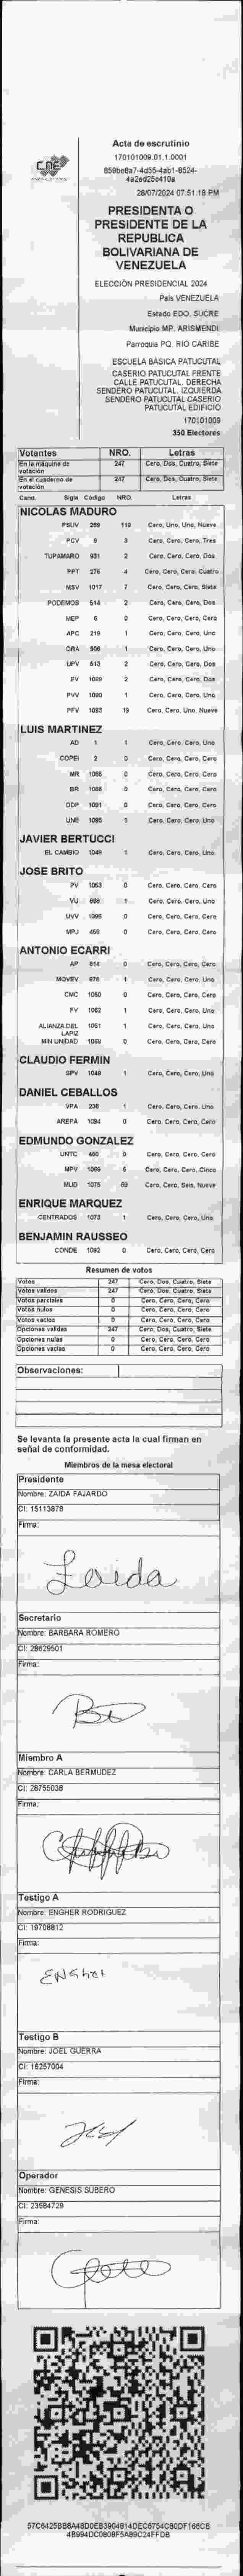 CNE
Acta de escrutinio
170101009.01.1.0001
28/07/2024 07:51:18 PM
PRESIDENTA O
PRESIDENTE DE LA
REPUBLICA
BOLIVARIANA DE
VENEZUELA
ELECCIÓN PRESIDENCIAL 2024
País VENEZUELA
Estado EDO. SUCRE
Municipio MP. ARISMENDI
Parroquia PQ. RIO CARIBE
ESCUELA BÁSICA PATUCUTAL
CASERIO PATUCUTAL FRENTE
CALLE PATUCUTAL. DERECHA
SENDERO PATUCUTAL. IZQUIERDA
SENDERO PATUCUTAL CASERIO
PATUCUTAL EDIFICIO
170101009
350 Electores
Votantes NRO. Letras
En la máquina de votación 247 Cero, Dos, Cuatro, Siete
En el cuaderno de votación 247 Cero, Dos, Cuatro, Siete
Cand. Sigla Código NRO. Letras
NICOLAS MADURO
PSUV 289 119 Cero, Uno, Uno, Nueve
PCV 9 3 Cero, Cero, Cero, Tres
TUPAMARO 931 2 Cero, Cero, Cero, Dos
PPT 275 4 Cero, Cero, Cero, Cuatro
MSV 1017 7 Cero, Cero, Cero, Siete
PODEMOS 514 2 Cero, Cero, Cero, Dos
MEP 6 0 Cero, Cero, Cero, Cero
APC 219 1 Cero, Cero, Cero, Uno
ORA 906 1 Cero, Cero, Cero, Uno
UPV 513 2 Cero, Cero, Cero, Dos
EV 1089 2 Cero, Cero, Cero, Dos
PVV 1090 1 Cero, Cero, Cero, Uno
PFV 1093 19 Cero, Cero, Uno, Nueve
LUIS MARTINEZ
AD 1 1 Cero, Cero, Cero, Uno
COPEI 2 0 Cero, Cero, Cero, Cero
MR 1065 0 Cero, Cero, Cero, Cero
BR 1066 0 Cero, Cero, Cero, Cero
DDP 1091 0 Cero, Cero, Cero, Cero
UNE 1095 1 Cero, Cero, Cero, Uno
JAVIER BERTUCCI
EL CAMBIO 1049 1 Cero, Cero, Cero, Uno
JOSE BRITO
PV 1053 0 Cero, Cero, Cero, Cero
VU 1 Cero, Cero, Cero, Uno
UVV 1096 0 Cero, Cero, Cero, Cero
MPJ 458 0 Cero, Cero, Cero, Cero
ANTONIO ECARRI
AP 914 0 Cero, Cero, Cero, Cero
MOVEV 976 1 Cero, Cero, Cero, Uno
CMC 1050 0 Cero, Cero, Cero, Cero
FV 1062 1 Cero, Cero, Cero, Uno
ALIANZA DEL LAPIZ 1061 1 Cero, Cero, Cero, Uno
MIN UNIDAD 1068 0 Cero, Cero, Cero, Cero
CLAUDIO FERMIN
SPV 1048 1 Cero, Cero, Cero, Uno
DANIEL CEBALLOS
VPA 238 1 Cero, Cero, Cero, Uno
AREPA 1094 0 Cero, Cero, Cero, Cero
EDMUNDO GONZALEZ
UNTC 460 0 Cero, Cero, Cero, Cero
MPV 1069 5 Cero, Cero, Cero, Cinco
MUD 1075 69 Cero, Cero, Seis, Nueve
ENRIQUE MARQUEZ
CENTRADOS 1073 1 Cero, Cero, Cero, Uno
BENJAMIN RAUSSEO
CONDE 1092 0 Cero, Cero, Cero, Cero
Resumen de votos
Votos 247 Cero, Dos, Cuatro, Siete
Votos validos 247 Cero, Dos, Cuatro, Siete
Votos parciales 0 Cero, Cero, Cero, Cero
Votos nulos 0 Cero, Cero, Cero, Cero
Votos vacios 0 Cero, Cero, Cero, Cero
Opciones validas 247 Cero, Dos, Cuatro, Siete
Opciones nulas 0 Cero, Cero, Cero, Cero
Opciones vacias 0 Cero, Cero, Cero, Cero
Observaciones:
Se levanta la presente acta la cual firman en
señal de conformidad.
Miembros de la mesa electoral
Presidente
Nombre: ZAIDA FAJARDO
CI: 15113878
Firma:
Zaida
Secretario
Nombre: BARBARA ROMERO
CI: 28629501
Firma:
Miembro A
Nombre: CARLA BERMUDEZ
CI: 28755038
Firma:
Testigo A
Nombre: ENGHER RODRIGUEZ
CI: 19708812
Firma:
Testigo B
Nombre: JOEL GUERRA
CI: 16257004
Firma:
Operador
Nombre: GENESIS SUBERO
CI: 23584729
Firma: